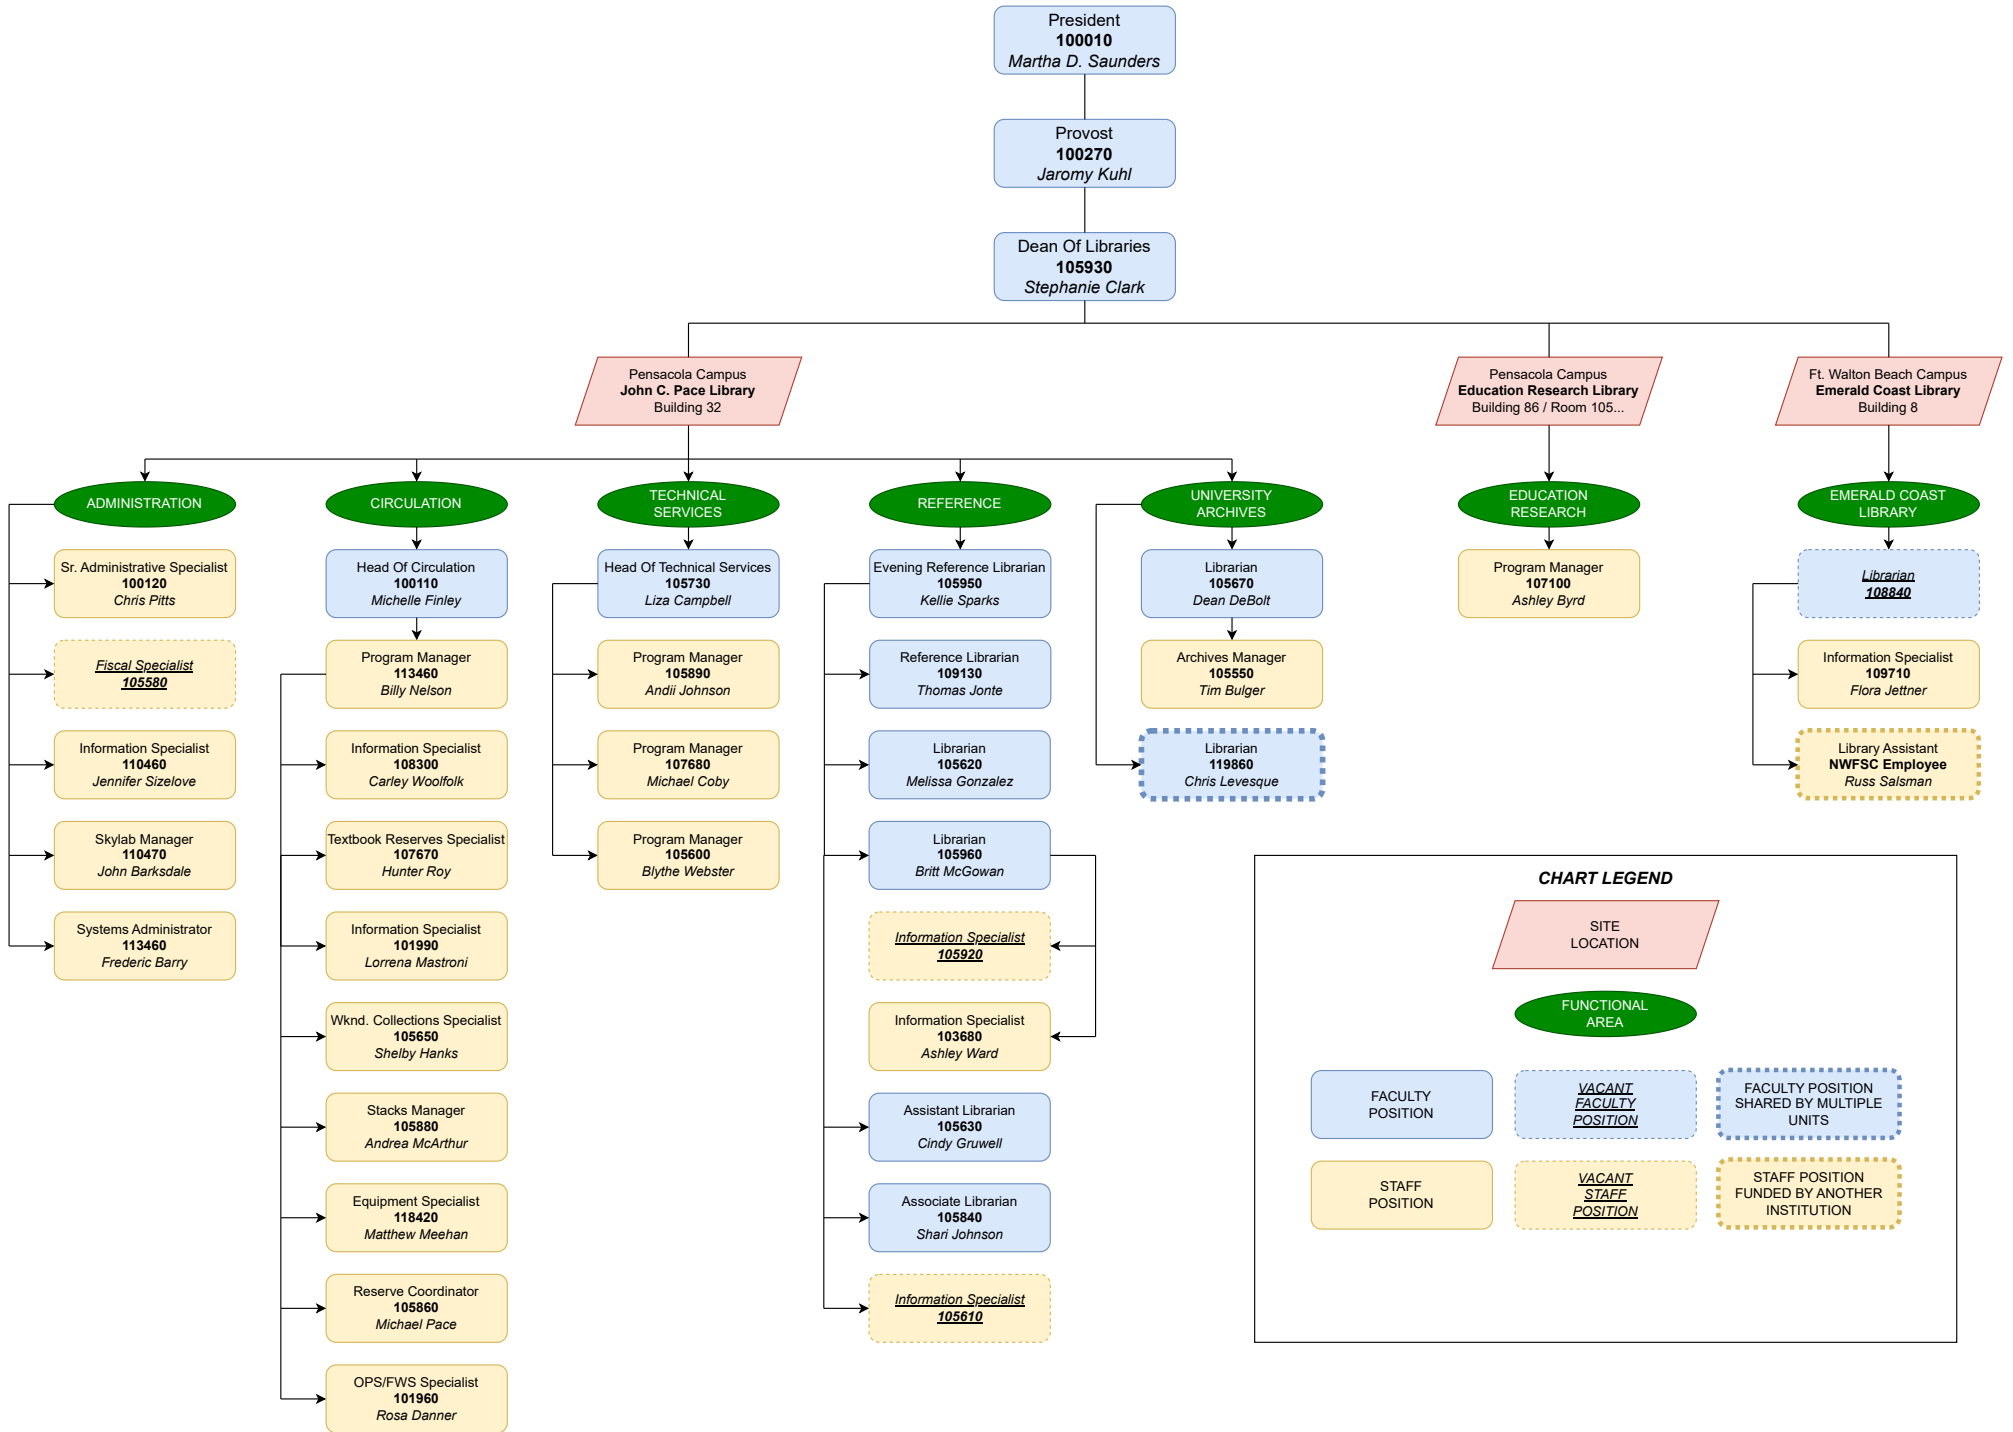 President
100010
Martha D. Saunders
Provost
100270
Jaromy Kuhl
Dean Of Libraries
105930
Stephanie Clark
Pensacola Campus
John C. Pace Library
Building 32
Pensacola Campus
Education Research Library
Building 86 / Room 105...
Ft. Walton Beach Campus
Emerald Coast Library
Building 8
ADMINISTRATION
Sr. Administrative Specialist
100120
Chris Pitts
Fiscal Specialist
105580
Information Specialist
110460
Jennifer Sizelove
Skylab Manager
110470
John Barksdale
Systems Administrator
113460
Frederic Barry
CIRCULATION
Head Of Circulation
100110
Michelle Finley
Program Manager
113460
Billy Nelson
Information Specialist
108300
Carley Woolfolk
Textbook Reserves Specialist
107670
Hunter Roy
Information Specialist
101990
Lorrena Mastroni
Wknd. Collections Specialist
105650
Shelby Hanks
Stacks Manager
105880
Andrea McArthur
Equipment Specialist
118420
Matthew Meehan
Reserve Coordinator
105860
Michael Pace
OPS/FWS Specialist
101960
Rosa Danner
TECHNICAL
SERVICES
Head Of Technical Services
105730
Liza Campbell
Program Manager
105890
Andii Johnson
Program Manager
107680
Michael Coby
Program Manager
105600
Blythe Webster
REFERENCE
Evening Reference Librarian
105950
Kellie Sparks
Reference Librarian
109130
Thomas Jonte
Librarian
105620
Melissa Gonzalez
Librarian
105960
Britt McGowan
Information Specialist
105920
Information Specialist
103680
Ashley Ward
Assistant Librarian
105630
Cindy Gruwell
Associate Librarian
105840
Shari Johnson
Information Specialist
105610
UNIVERSITY
ARCHIVES
Librarian
105670
Dean DeBolt
Archives Manager
105550
Tim Bulger
Librarian
119860
Chris Levesque
EDUCATION
RESEARCH
Program Manager
107100
Ashley Byrd
EMERALD COAST
LIBRARY
Librarian
108840
Information Specialist
109710
Flora Jettner
Library Assistant
NWFSC Employee
Russ Salsman
CHART LEGEND
SITE
LOCATION
FUNCTIONAL
AREA
FACULTY
POSITION
VACANT
FACULTY
POSITION
FACULTY POSITION
SHARED BY MULTIPLE
UNITS
STAFF
POSITION
VACANT
STAFF
POSITION
STAFF POSITION
FUNDED BY ANOTHER
INSTITUTION